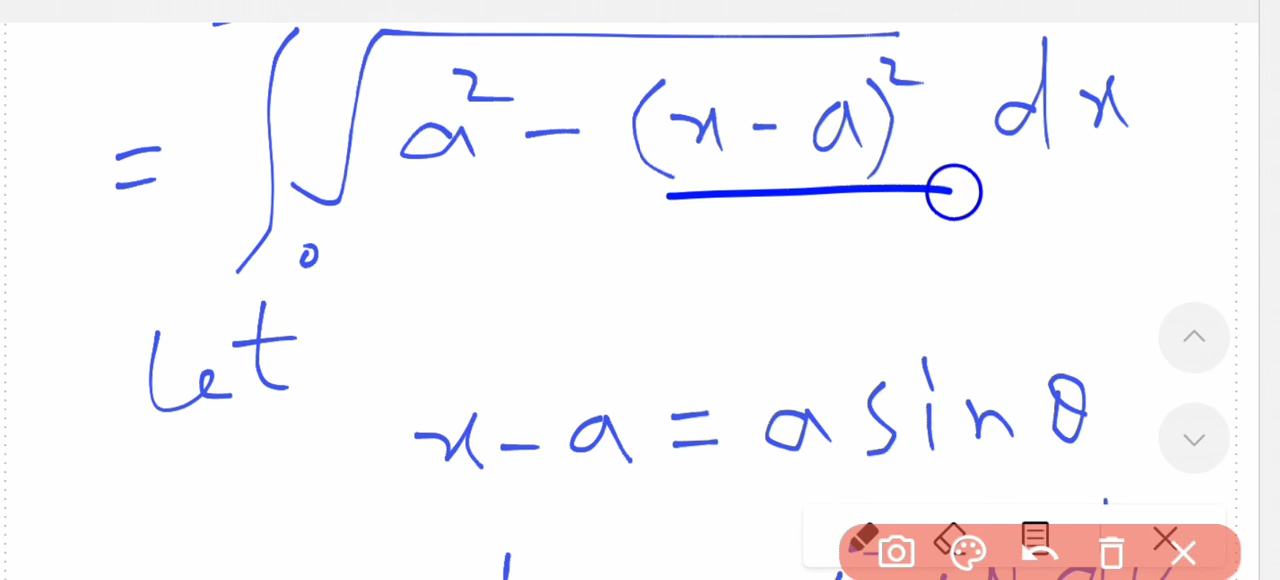 = ∫₀ √(a² - (x - a)²) dx
Let
x - a = a sin θ